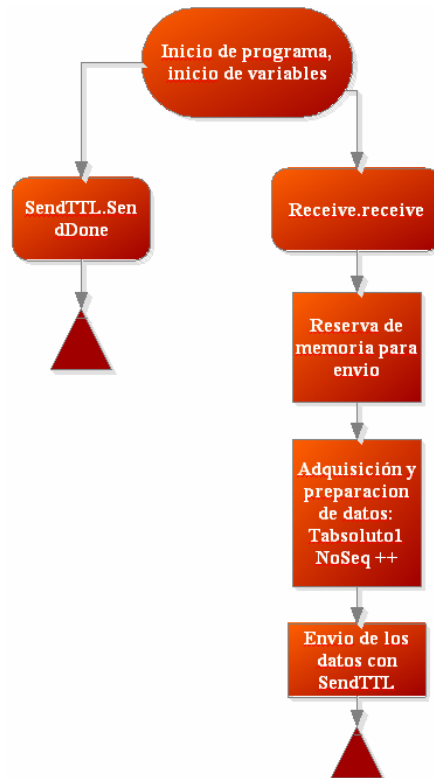 Inicio de programa,
inicio de variables
SendTTL.Sen
dDone
Receive.receive
Reserva de
memoria para
envio
Adquisición y
preparacion
de datos:
Tabsoluto1
NoSeq ++
Envio de los
datos con
SendTTL